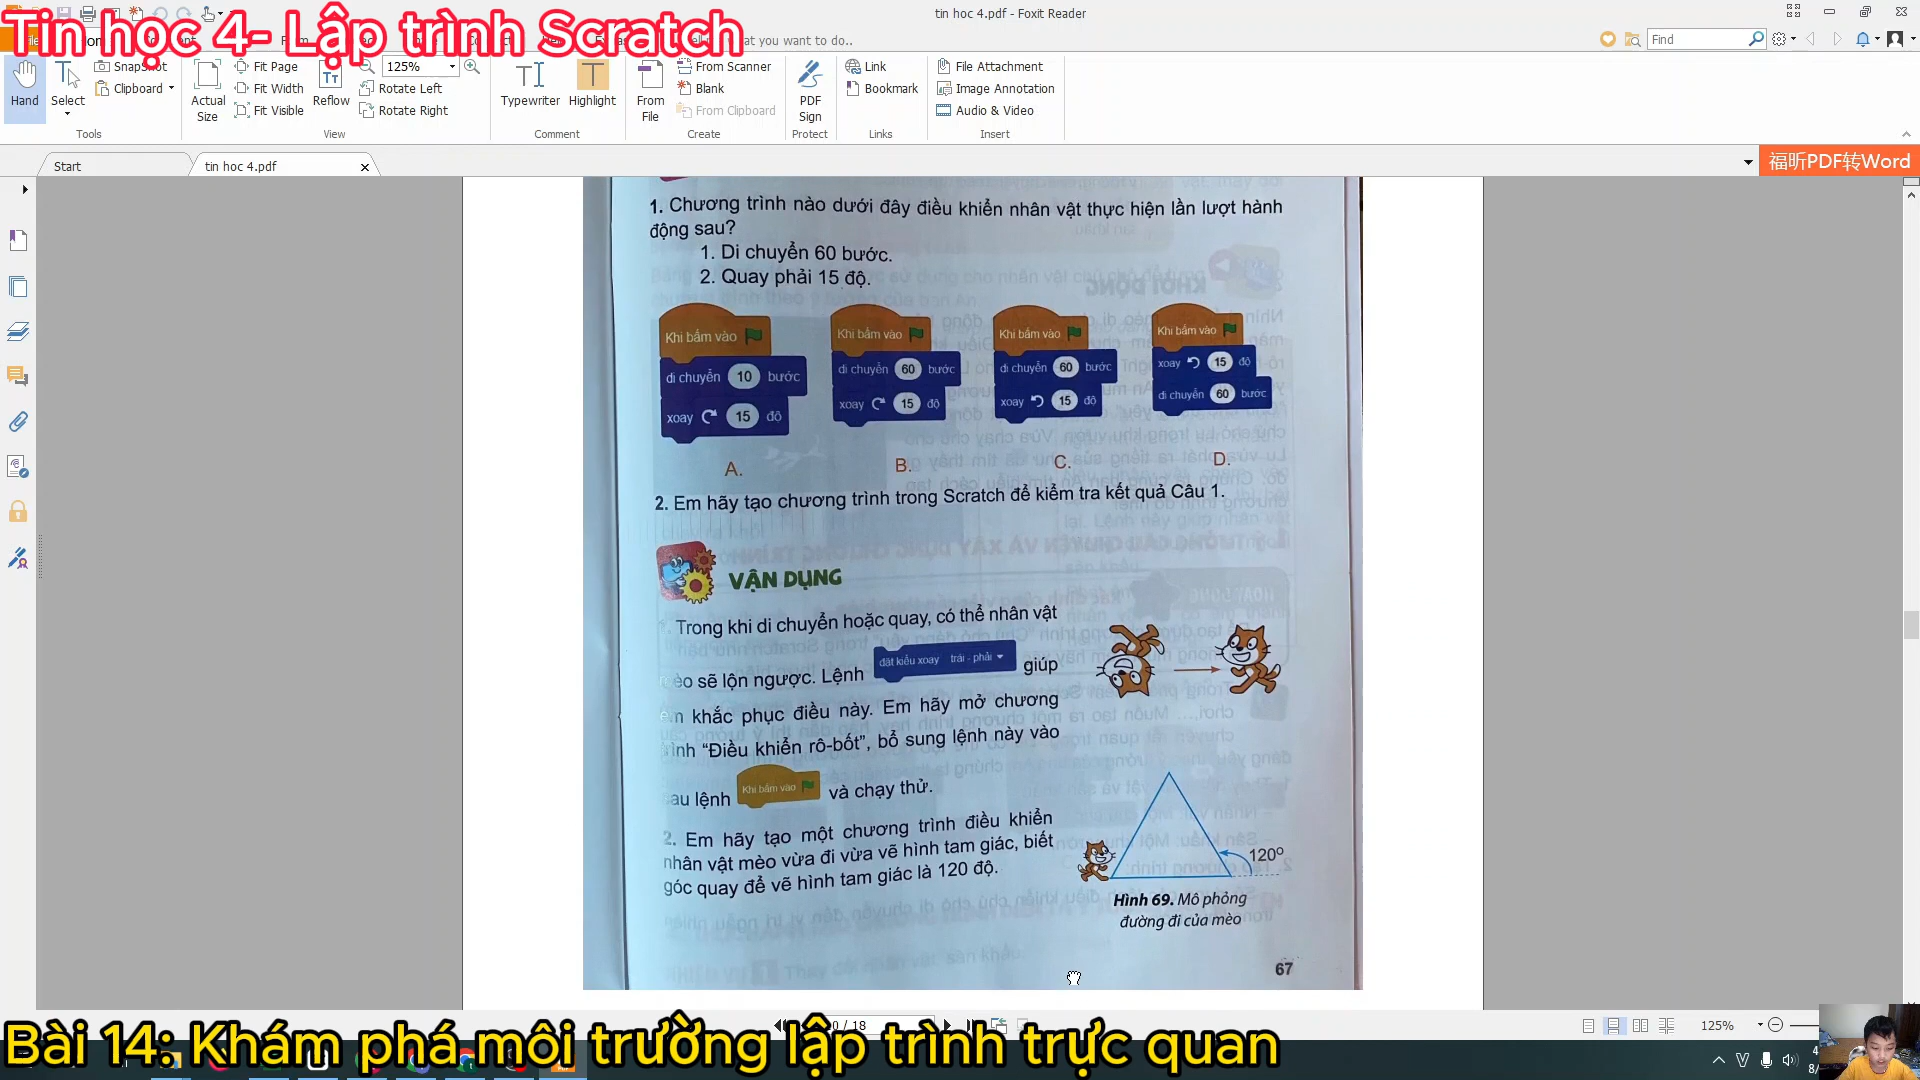 Tin học 4- Lập trình Scratch
tin hoc 4.pdf - Foxit Reader
you want to do..
Find
Hand
Select
SnapShot
Clipboard
Tools
Actual Size
Fit Page
Fit Width
Fit Visible
Reflow
125%
Rotate Left
Rotate Right
View
Typewriter
Highlight
Comment
From File
From Scanner
Blank
From Clipboard
Create
PDF Sign
Protect
Link
Bookmark
Links
File Attachment
Image Annotation
Audio & Video
Insert
Start
tin hoc 4.pdf
福昕PDF转Word
1. Chương trình nào dưới đây điều khiển nhân vật thực hiện lần lượt hành
động sau?
1. Di chuyển 60 bước.
2. Quay phải 15 độ.
Khi bấm vào
di chuyển 10 bước
xoay 15 độ
A.
Khi bấm vào
di chuyển 60 bước
xoay 15 độ
B.
Khi bấm vào
di chuyển 60 bước
xoay 15 độ
C.
Khi bấm vào
xoay 15 độ
di chuyển 60 bước
D.
2. Em hãy tạo chương trình trong Scratch để kiểm tra kết quả Câu 1.
VẬN DỤNG
Trong khi di chuyển hoặc quay, có thể nhân vật
èo sẽ lộn ngược. Lệnh đặt kiểu xoay trái - phải giúp
khắc phục điều này. Em hãy mở chương
ình “Điều khiển rô-bốt”, bổ sung lệnh này vào
au lệnh Khi bấm vào và chạy thử.
2. Em hãy tạo một chương trình điều khiển
nhân vật mèo vừa đi vừa vẽ hình tam giác, biết
góc quay để vẽ hình tam giác là 120 độ.
120º
Hình 69. Mô phỏng
đường đi của mèo
67
/ 18
125%
Bài 14: Khám phá môi trường lập trình trực quan